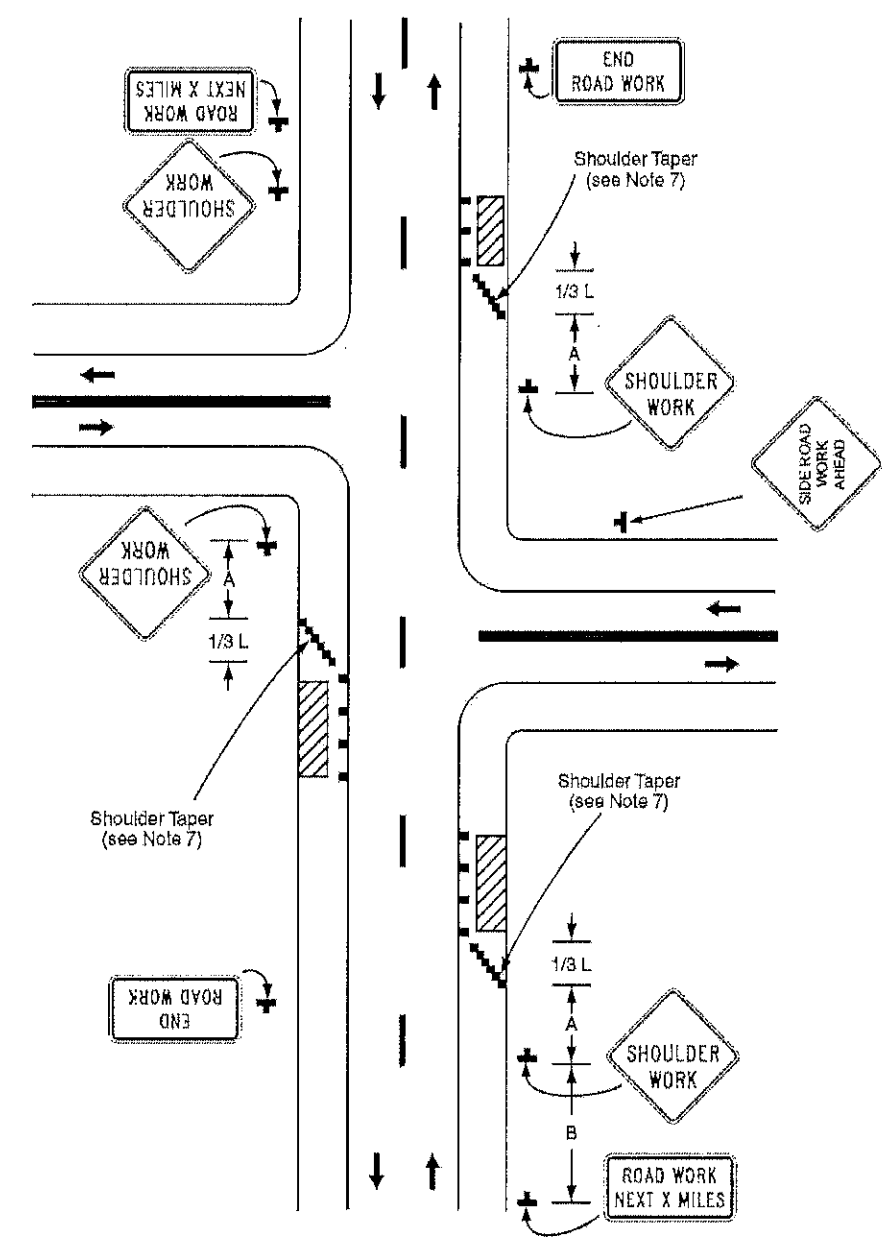 ROAD WORK
NEXT X MILES
END
ROAD WORK
SHOULDER
WORK
Shoulder Taper
(see Note 7)
1/3 L
A
SHOULDER
WORK
SIDE ROAD
WORK
AHEAD
SHOULDER
WORK
A
1/3 L
Shoulder Taper
(see Note 7)
Shoulder Taper
(see Note 7)
1/3 L
A
END
ROAD WORK
SHOULDER
WORK
B
ROAD WORK
NEXT X MILES